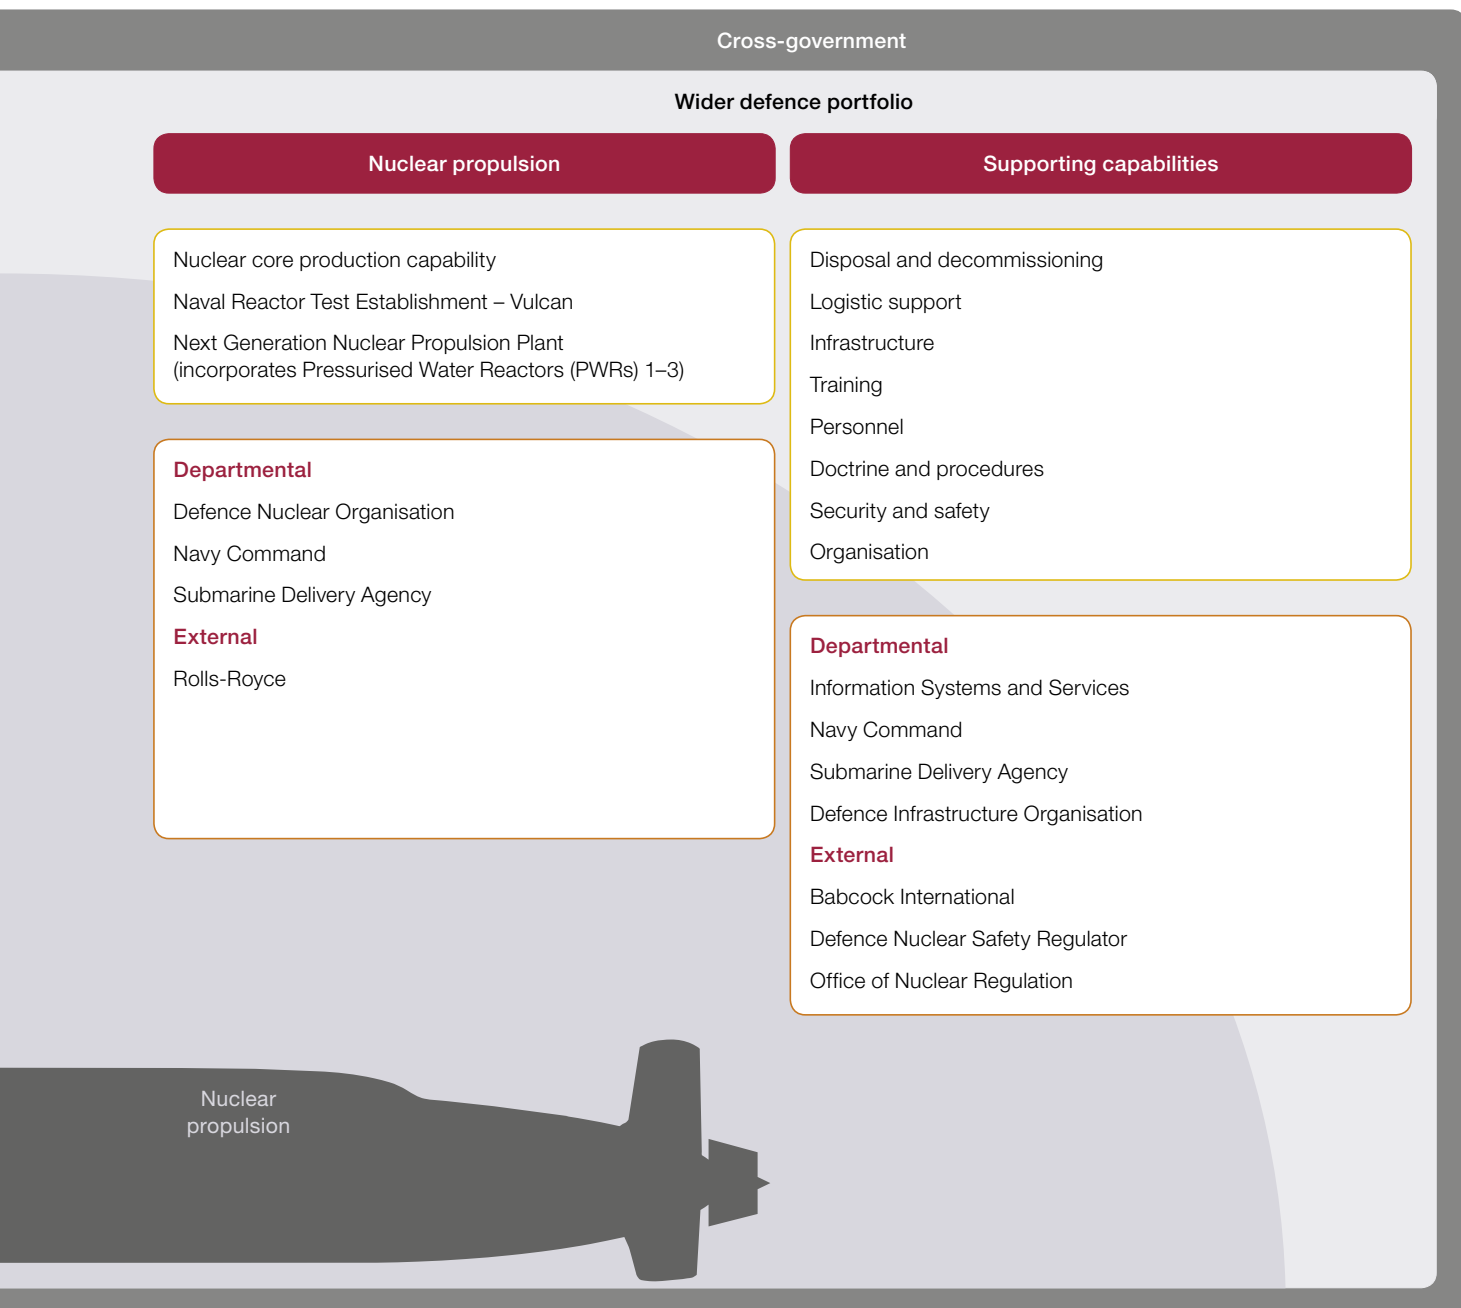 Cross-government
Wider defence portfolio
Nuclear propulsion
Nuclear core production capability
Naval Reactor Test Establishment – Vulcan
Next Generation Nuclear Propulsion Plant
(incorporates Pressurised Water Reactors (PWRs) 1–3)
Departmental
Defence Nuclear Organisation
Navy Command
Submarine Delivery Agency
External
Rolls-Royce
Supporting capabilities
Disposal and decommissioning
Logistic support
Infrastructure
Training
Personnel
Doctrine and procedures
Security and safety
Organisation
Departmental
Information Systems and Services
Navy Command
Submarine Delivery Agency
Defence Infrastructure Organisation
External
Babcock International
Defence Nuclear Safety Regulator
Office of Nuclear Regulation
Nuclear
propulsion